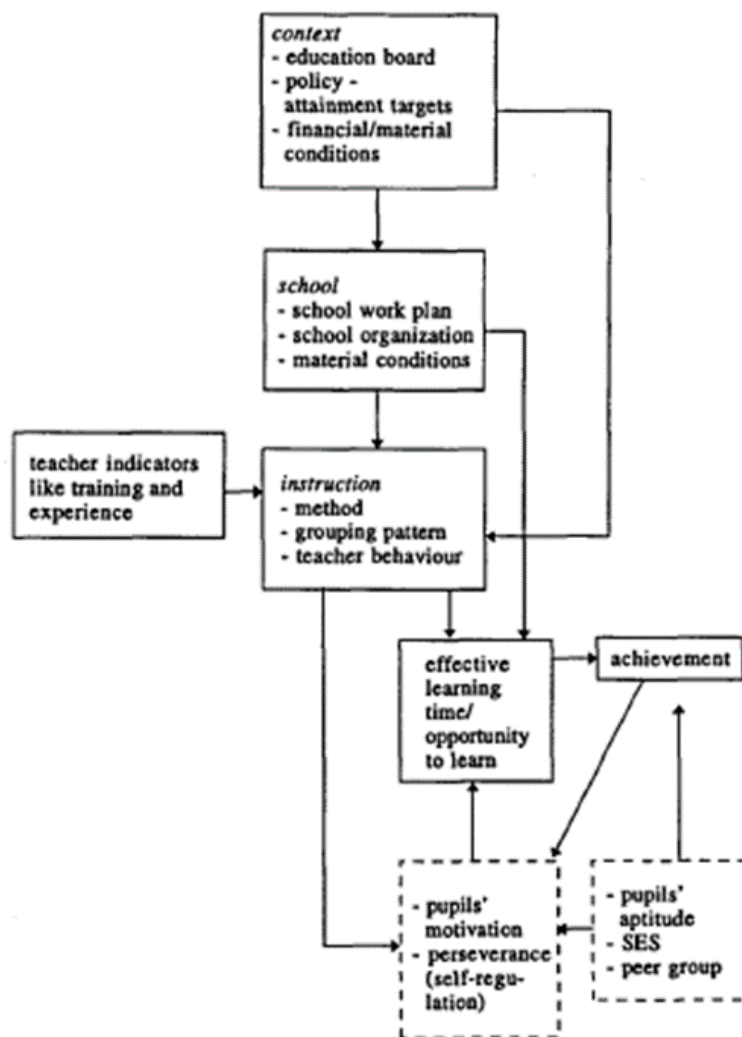 context
- education board
- policy -
attainment targets
- financial/material
conditions
school
- school work plan
- school organization
- material conditions
teacher indicators
like training and
experience
instruction
- method
- grouping pattern
- teacher behaviour
effective
learning
time/
opportunity
to learn
achievement
- pupils'
motivation
- perseverance
(self-regu-
lation)
- pupils'
aptitude
- SES
- peer group